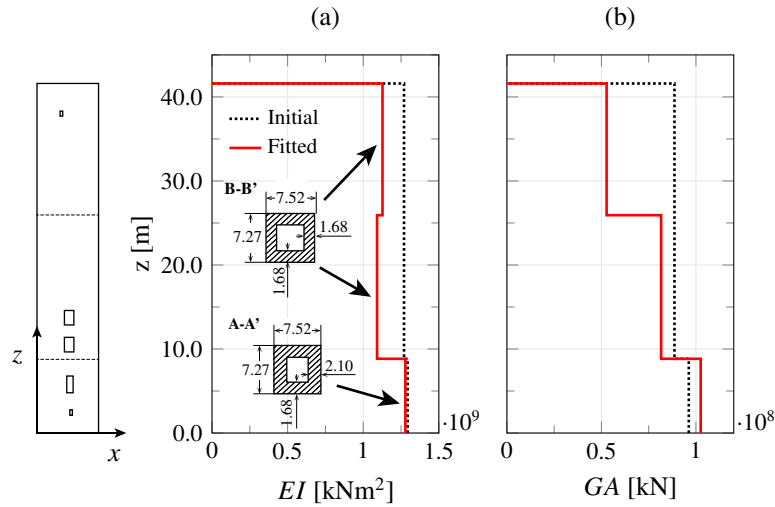 (a)
(b)
40.0
30.0
20.0
10.0
0.0
z [m]
Initial
Fitted
B-B’
7.52
7.27
1.68
1.68
A-A’
7.52
7.27
2.10
1.68
z
x
0
0.5
1
1.5
·10⁹
EI [kNm²]
0
0.5
1
·10⁸
GA [kN]